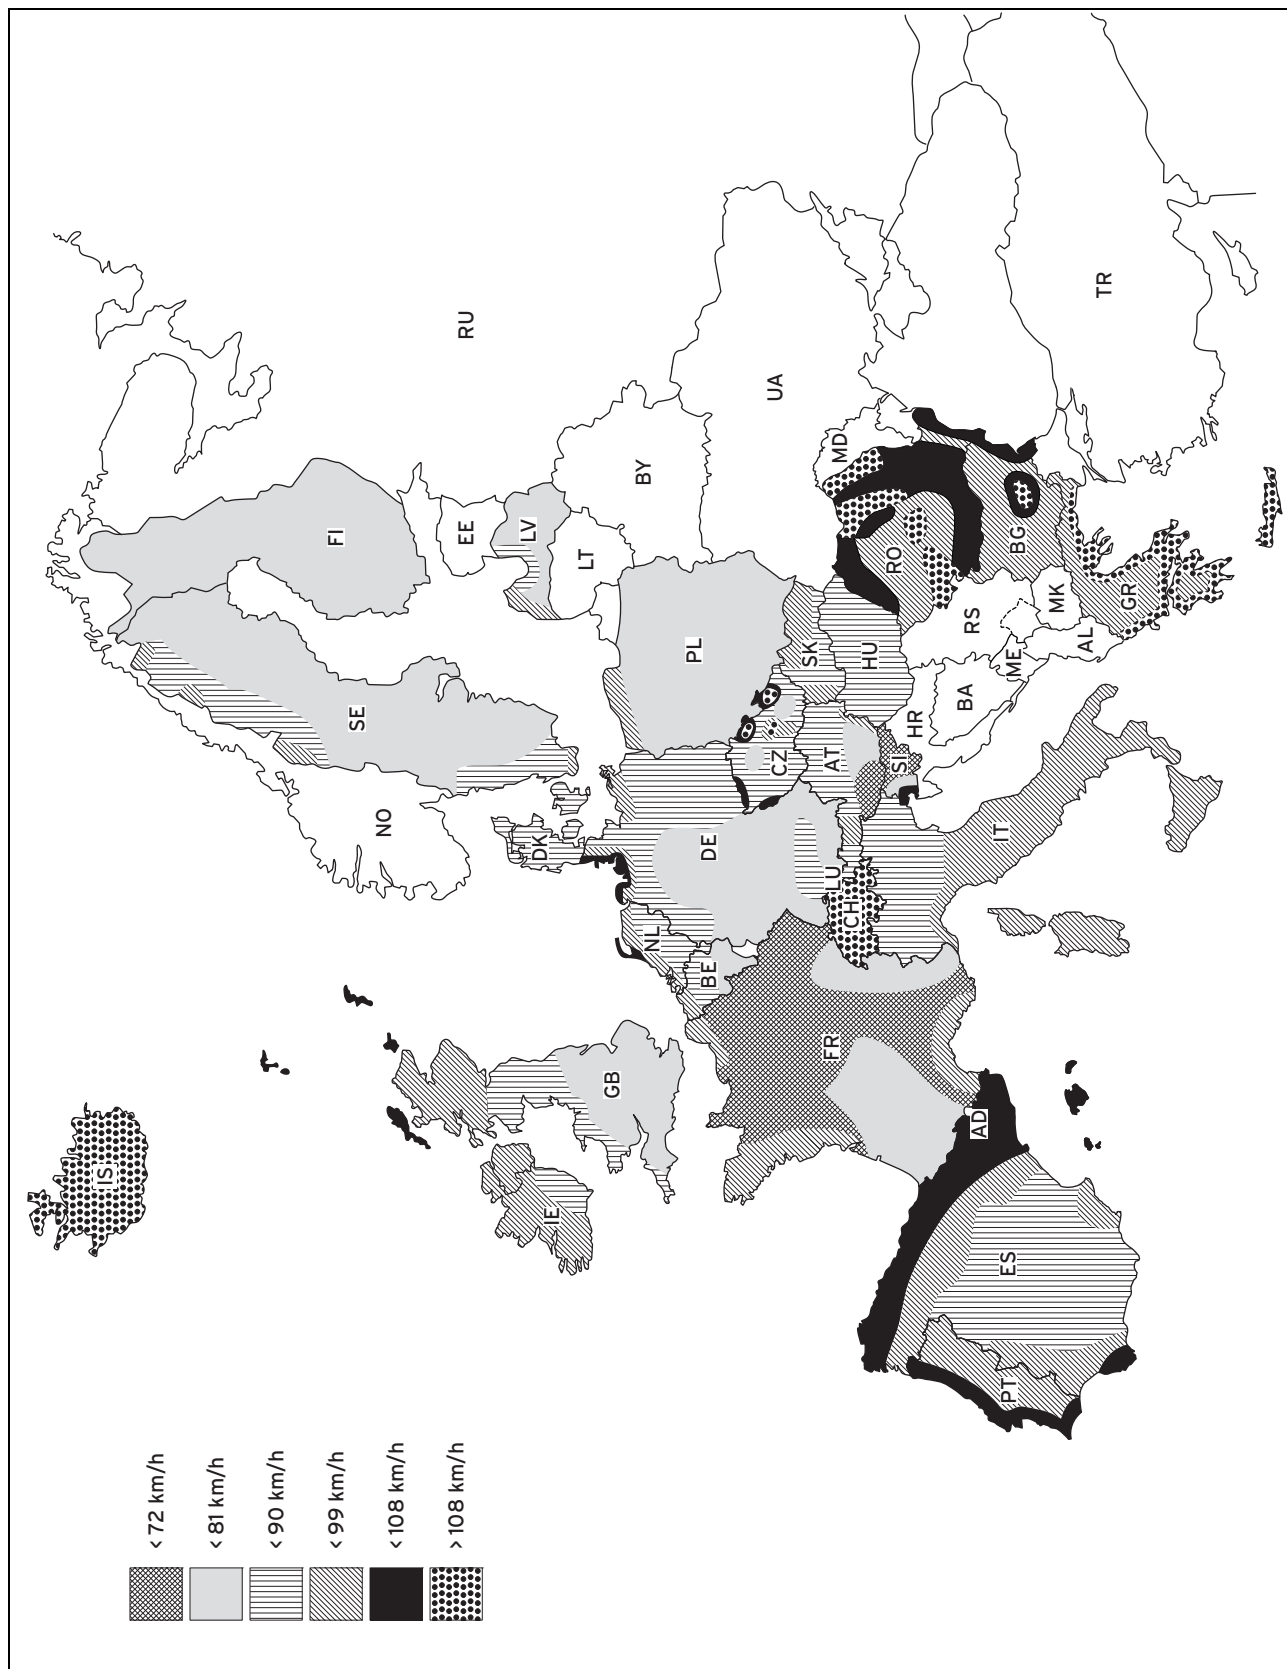 < 72 km/h
< 81 km/h
< 90 km/h
< 99 km/h
<108 km/h
>108 km/h
IS
NO
SE
FI
RU
EE
LV
LT
DK
IE
GB
NL
BE
DE
PL
BY
LU
CZ
SK
UA
FR
CH
AT
HU
MD
SI
HR
RO
AD
IT
BA
RS
BG
PT
ES
ME
MK
AL
GR
TR